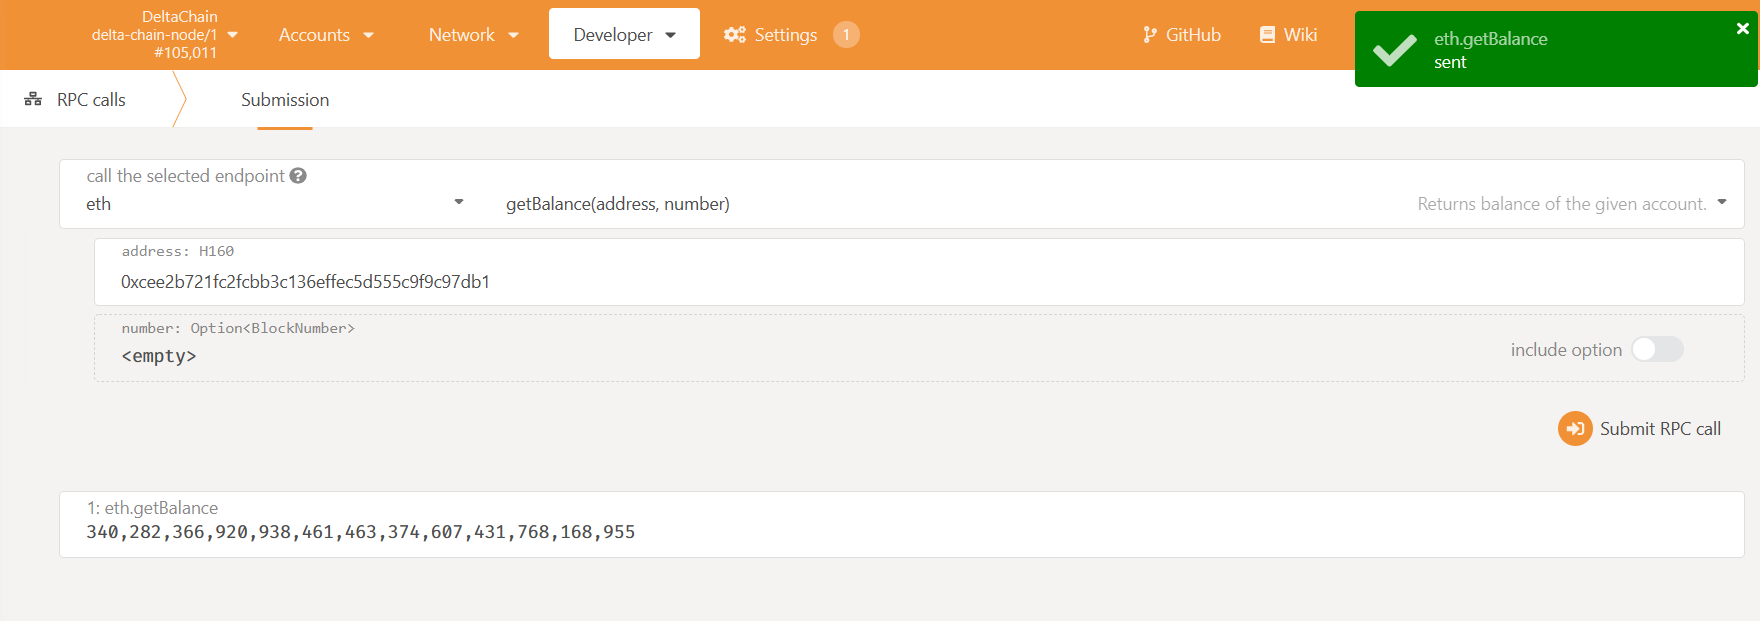 DeltaChain
delta-chain-node/1
#105,011
Accounts
Network
Developer
Settings
1
GitHub
Wiki
eth.getBalance
sent
RPC calls
Submission
call the selected endpoint
eth
getBalance(address, number)
Returns balance of the given account.
address: H160
0xcee2b721fc2fcbb3c136effec5d555c9f9c97db1
number: Option<BlockNumber>
<empty>
include option
Submit RPC call
1: eth.getBalance
340,282,366,920,938,461,463,374,607,431,768,168,955